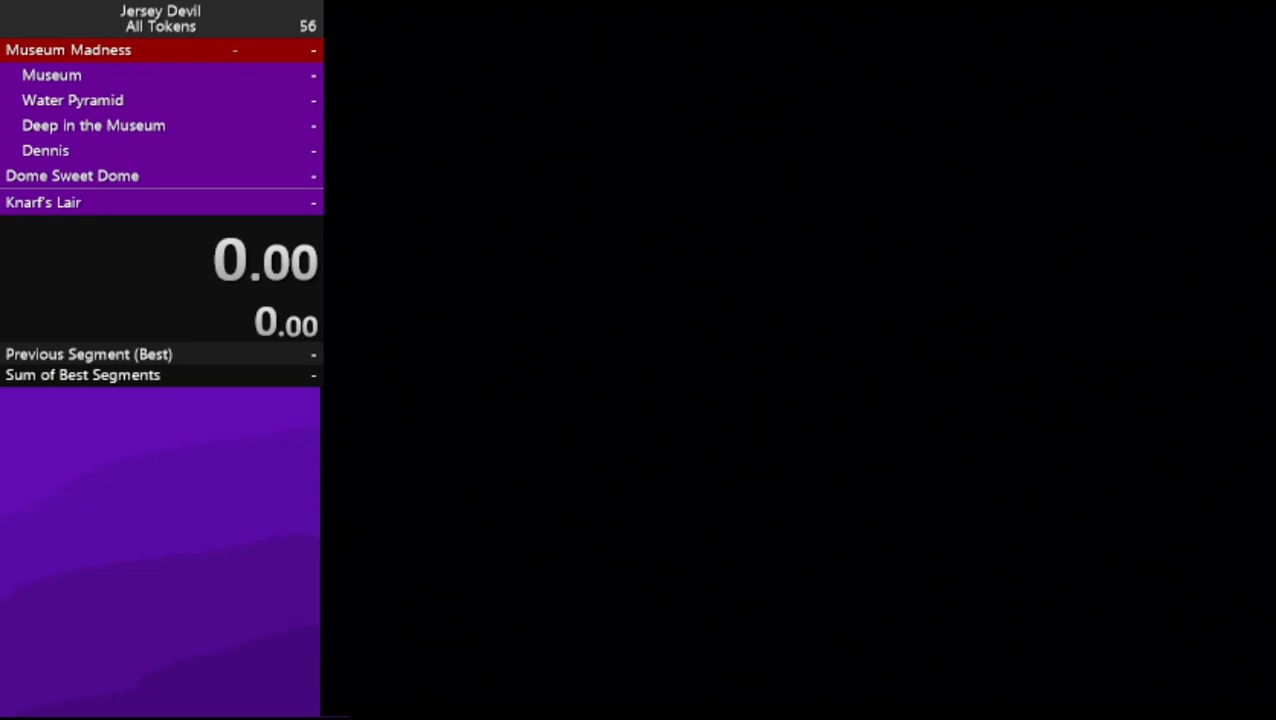 Jersey Devil
All Tokens 56
Museum Madness - -
Museum -
Water Pyramid -
Deep in the Museum -
Dennis -
Dome Sweet Dome -
Knarf's Lair -
0.00
0.00
Previous Segment (Best) -
Sum of Best Segments -